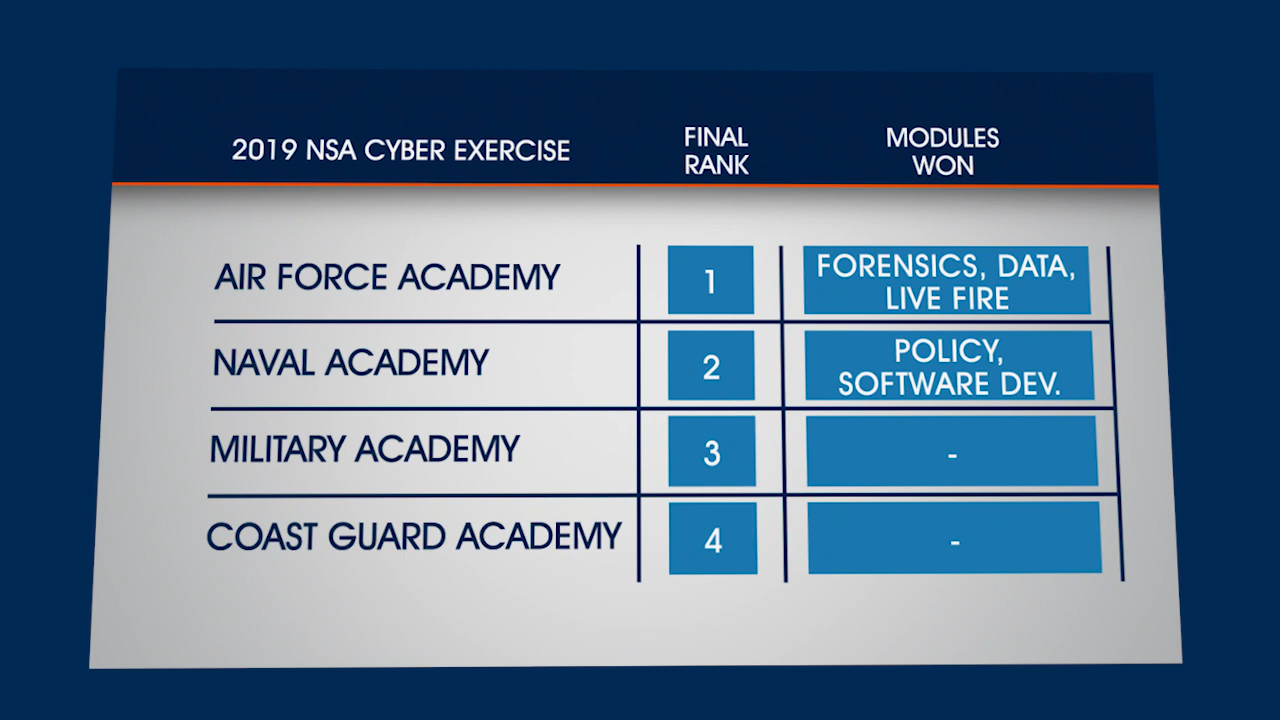 2019 NSA CYBER EXERCISE
FINAL
RANK
MODULES
WON
AIR FORCE ACADEMY
1
FORENSICS, DATA,
LIVE FIRE
NAVAL ACADEMY
2
POLICY,
SOFTWARE DEV.
MILITARY ACADEMY
3
-
COAST GUARD ACADEMY
4
-